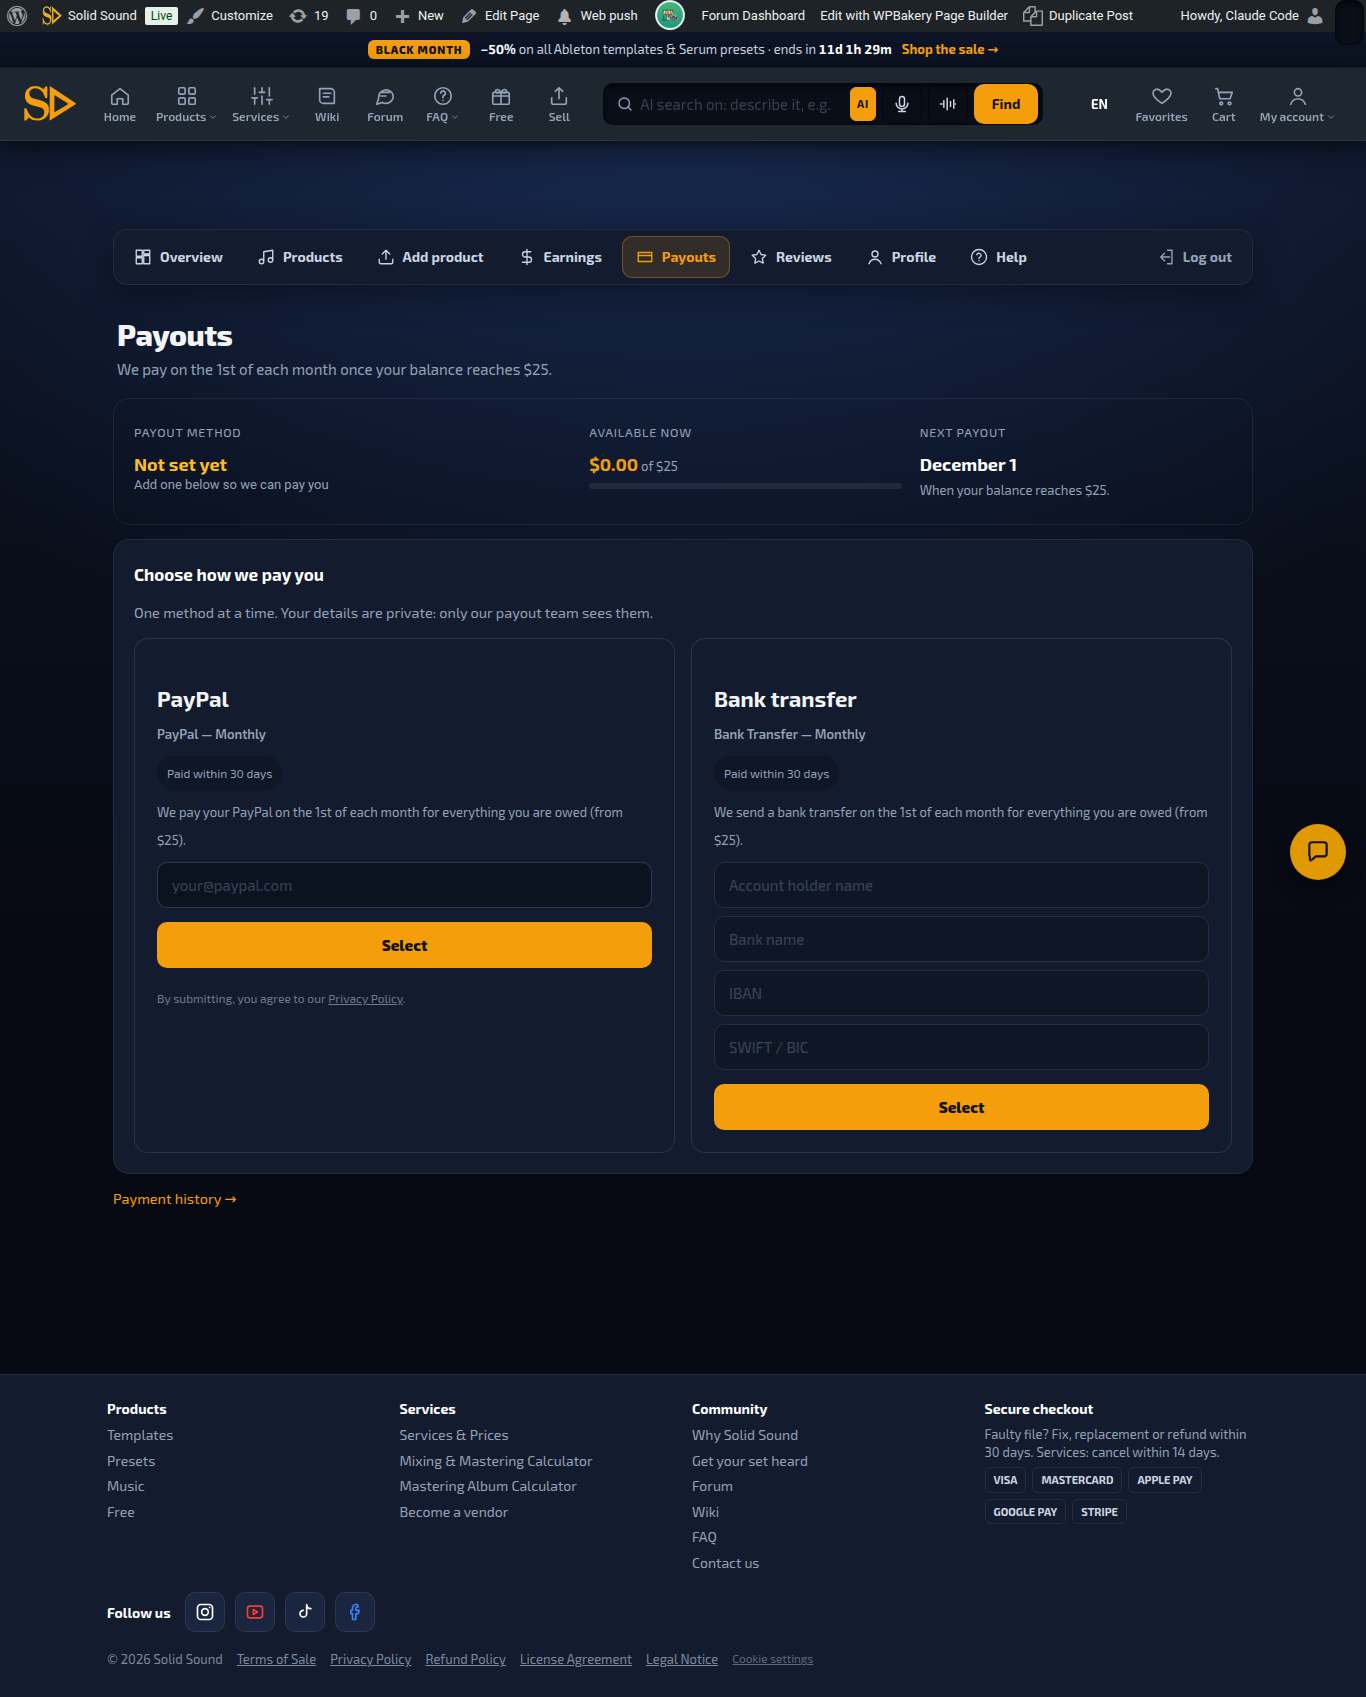 Solid Sound Live Customize 19 0 New Edit Page Web push Forum Dashboard Edit with WPBakery Page Builder Duplicate Post Howdy, Claude Code
BLACK MONTH −50% on all Ableton templates & Serum presets · ends in 11d 1h 29m Shop the sale →
Home Products Services Wiki Forum FAQ Free Sell AI search on: describe it, e.g. AI Find EN Favorites Cart My account
Overview Products Add product Earnings Payouts Reviews Profile Help Log out
Payouts
We pay on the 1st of each month once your balance reaches $25.
PAYOUT METHOD
Not set yet
Add one below so we can pay you
AVAILABLE NOW
$0.00 of $25
NEXT PAYOUT
December 1
When your balance reaches $25.
Choose how we pay you
One method at a time. Your details are private: only our payout team sees them.
PayPal
PayPal — Monthly
Paid within 30 days
We pay your PayPal on the 1st of each month for everything you are owed (from
$25).
your@paypal.com
Select
By submitting, you agree to our Privacy Policy.
Bank transfer
Bank Transfer — Monthly
Paid within 30 days
We send a bank transfer on the 1st of each month for everything you are owed (from
$25).
Account holder name
Bank name
IBAN
SWIFT / BIC
Select
Payment history →
Products
Templates
Presets
Music
Free
Services
Services & Prices
Mixing & Mastering Calculator
Mastering Album Calculator
Become a vendor
Community
Why Solid Sound
Get your set heard
Forum
Wiki
FAQ
Contact us
Secure checkout
Faulty file? Fix, replacement or refund within
30 days. Services: cancel within 14 days.
VISA MASTERCARD APPLE PAY
GOOGLE PAY STRIPE
Follow us
© 2026 Solid Sound Terms of Sale Privacy Policy Refund Policy License Agreement Legal Notice Cookie settings